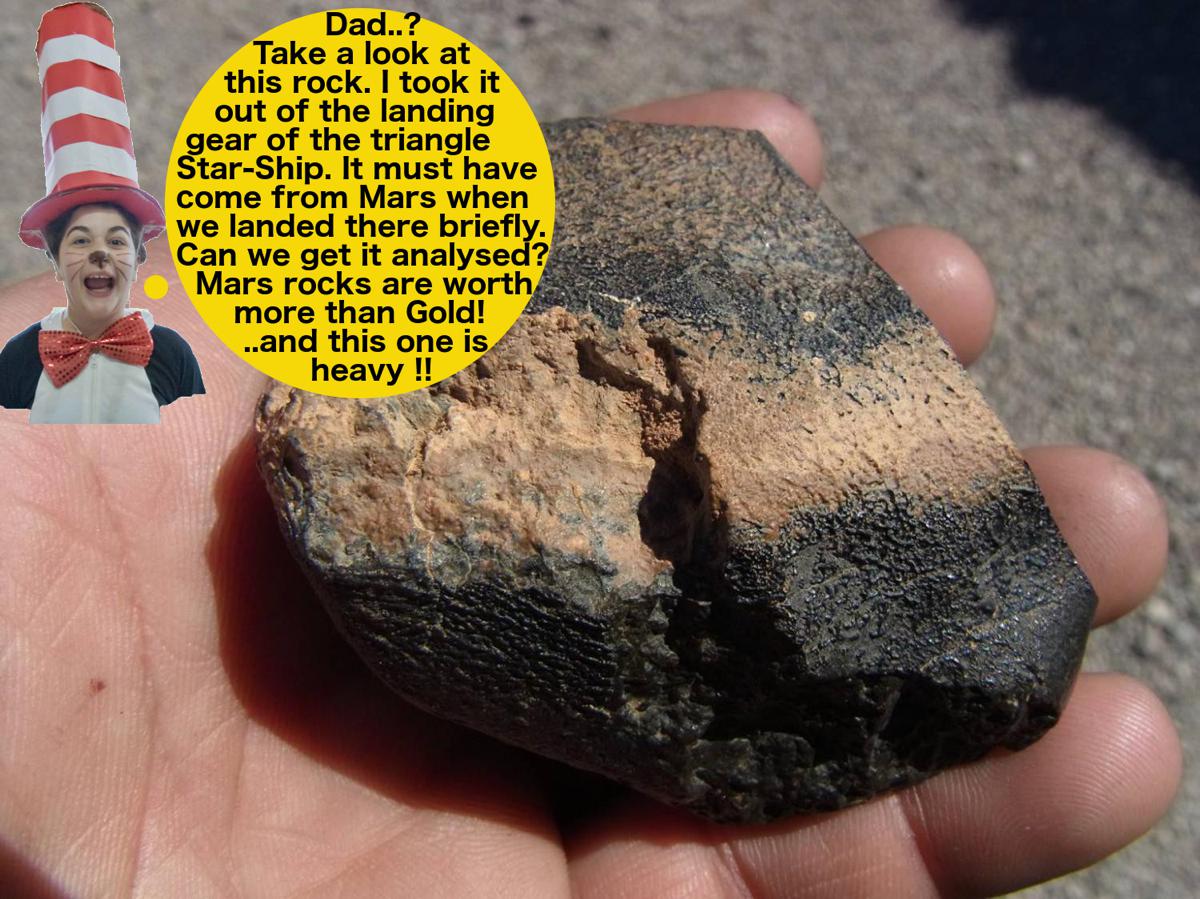 Dad..?
Take a look at
this rock. I took it
out of the landing
gear of the triangle
Star-Ship. It must have
come from Mars when
we landed there briefly.
Can we get it analysed?
Mars rocks are worth
more than Gold!
..and this one is
heavy !!